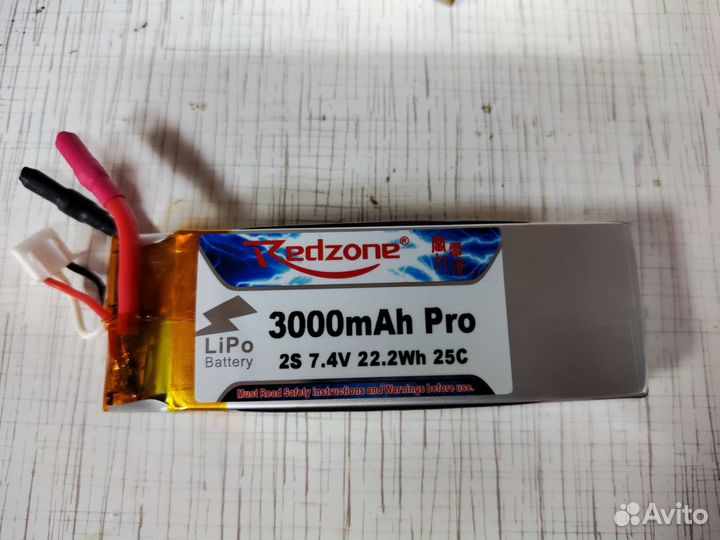 Redzone®
3000mAh Pro
LiPo
Battery
2S 7.4V 22.2Wh 25C
Must Read Safety instructions and Warnings before use.
Avito